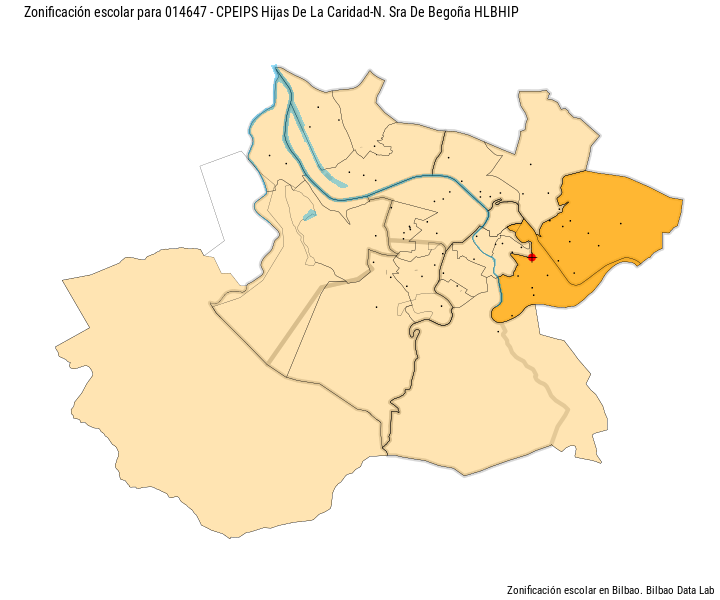 Zonificación escolar para 014647 - CPEIPS Hijas De La Caridad-N. Sra De Begoña HLBHIP
Zonificación escolar en Bilbao. Bilbao Data Lab